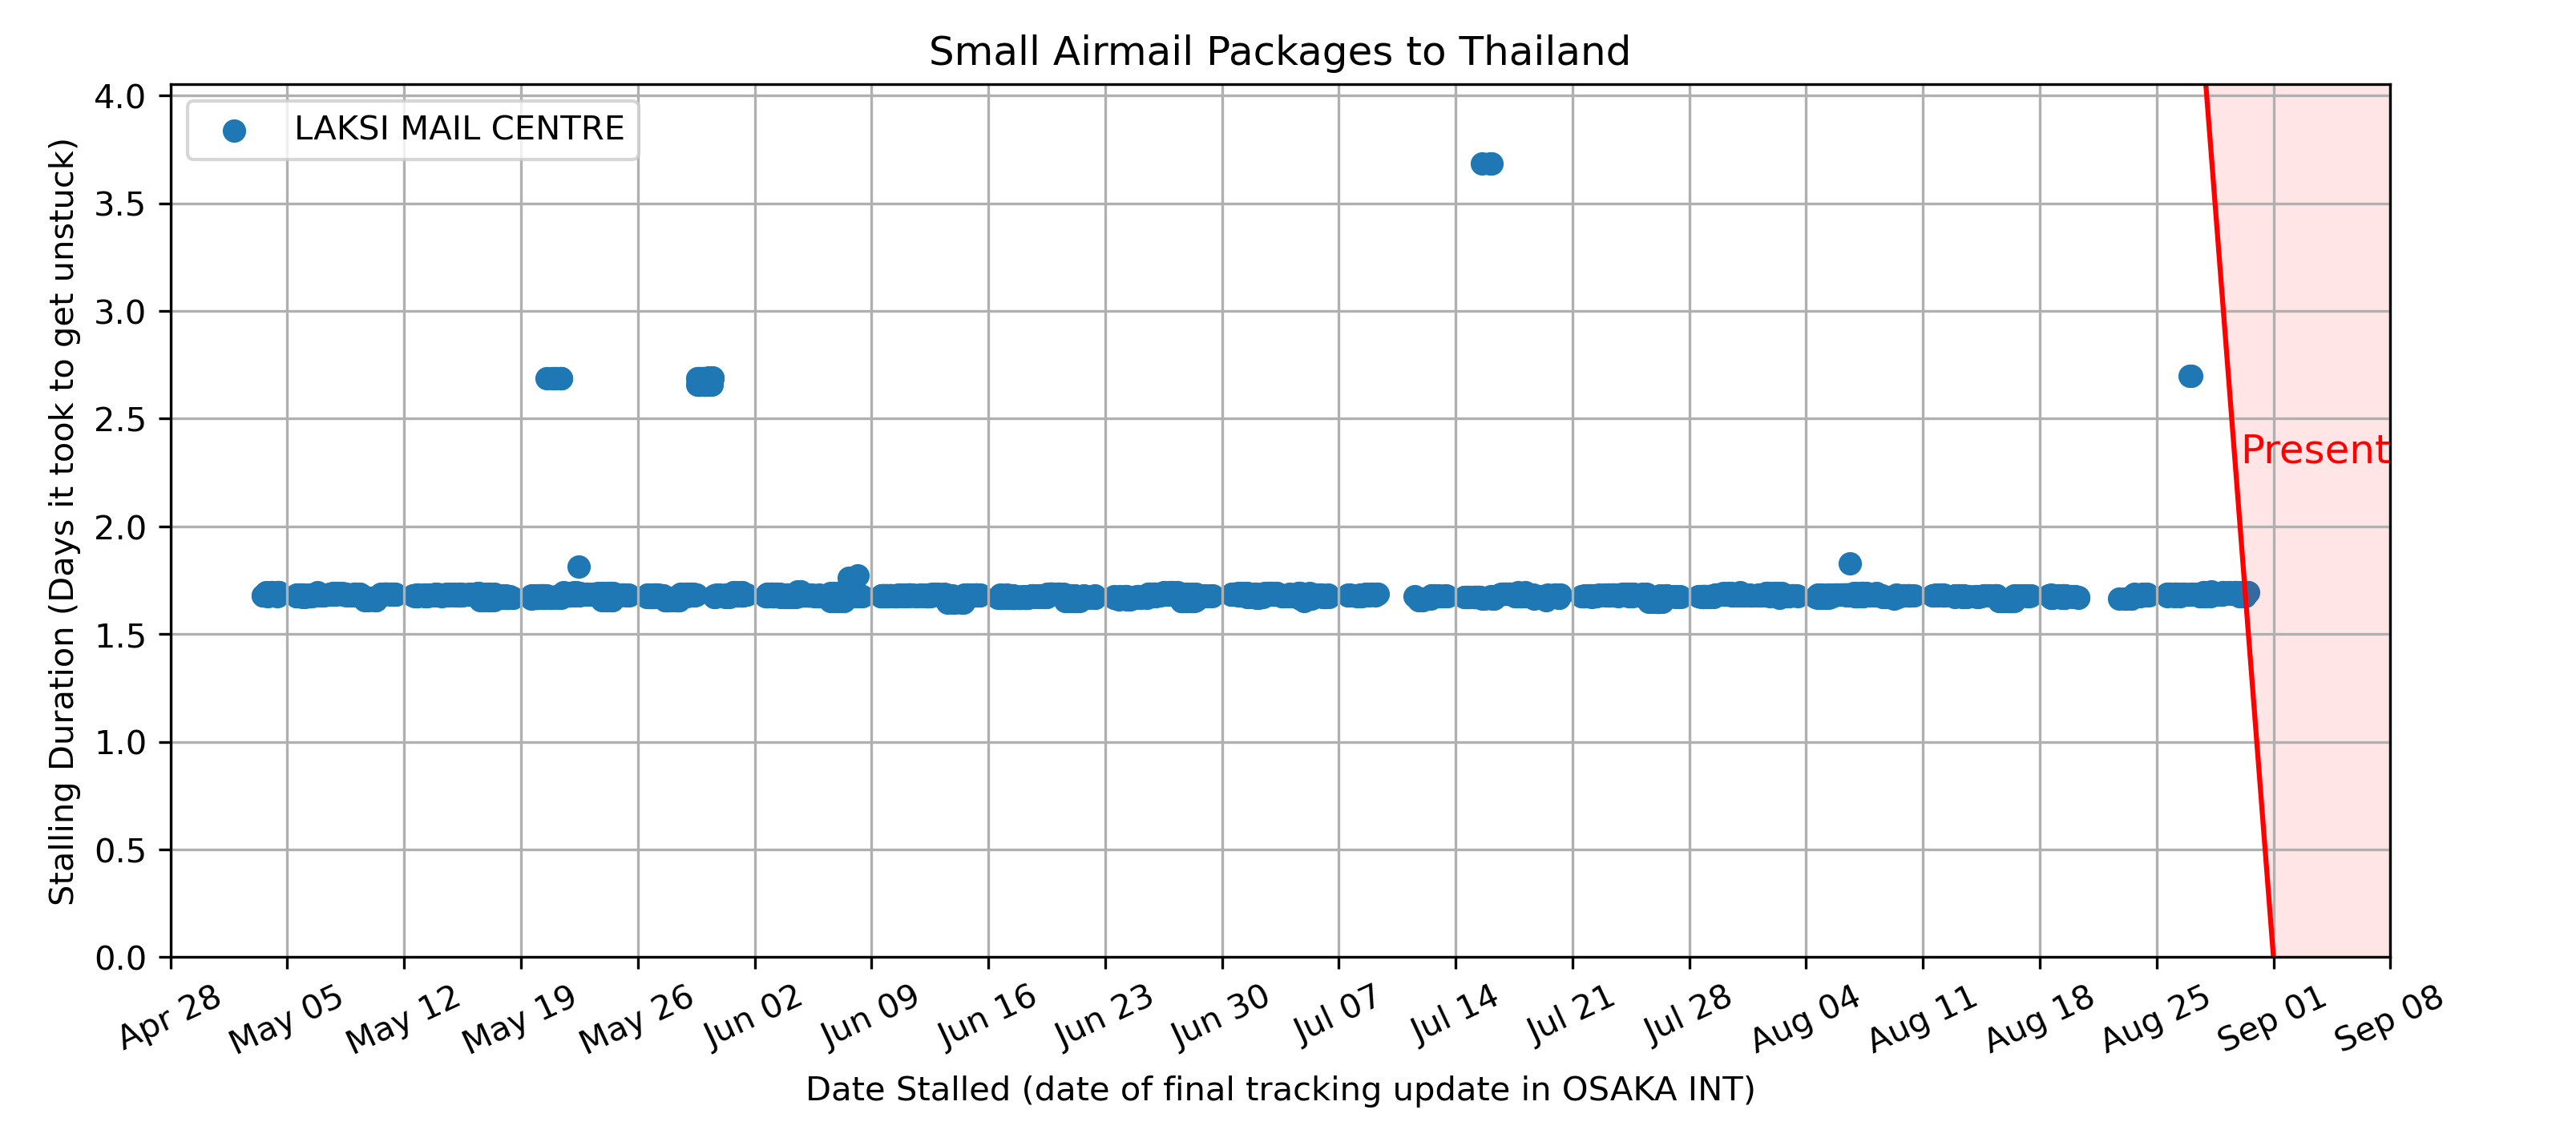 Small Airmail Packages to Thailand
LAKSI MAIL CENTRE
Stalling Duration (Days it took to get unstuck)
4.0
3.5
3.0
2.5
2.0
1.5
1.0
0.5
0.0
Present
Apr 28
May 05
May 12
May 19
May 26
Jun 02
Jun 09
Jun 16
Jun 23
Jun 30
Jul 07
Jul 14
Jul 21
Jul 28
Aug 04
Aug 11
Aug 18
Aug 25
Sep 01
Sep 08
Date Stalled (date of final tracking update in OSAKA INT)